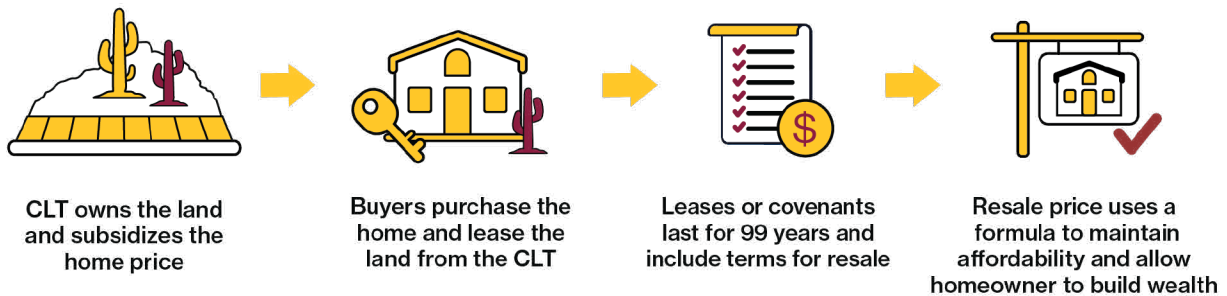 $
CLT owns the land
and subsidizes the
home price
Buyers purchase the
home and lease the
land from the CLT
Leases or covenants
last for 99 years and
include terms for resale
Resale price uses a
formula to maintain
affordability and allow
homeowner to build wealth